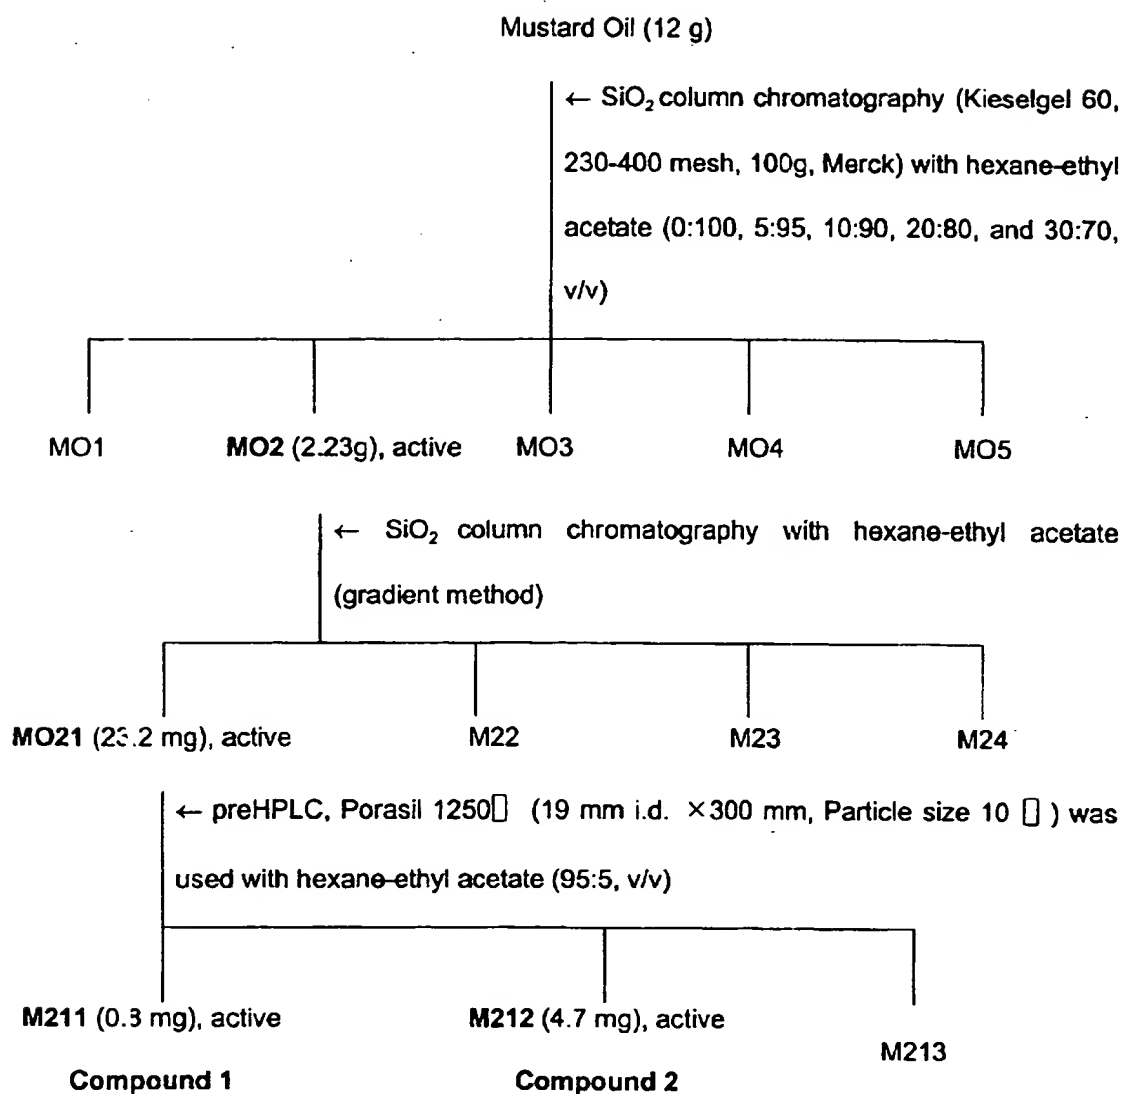 Mustard Oil (12 g)
← SiO₂ column chromatography (Kieselgel 60,
230-400 mesh, 100g, Merck) with hexane-ethyl
acetate (0:100, 5:95, 10:90, 20:80, and 30:70,
v/v)
MO1 MO2 (2.23g), active MO3 MO4 MO5
← SiO₂ column chromatography with hexane-ethyl acetate
(gradient method)
MO21 (23.2 mg), active M22 M23 M24
← preHPLC, Porasil 1250▯ (19 mm i.d. ×300 mm, Particle size 10 ▯ ) was
used with hexane-ethyl acetate (95:5, v/v)
M211 (0.8 mg), active M212 (4.7 mg), active
M213
Compound 1 Compound 2